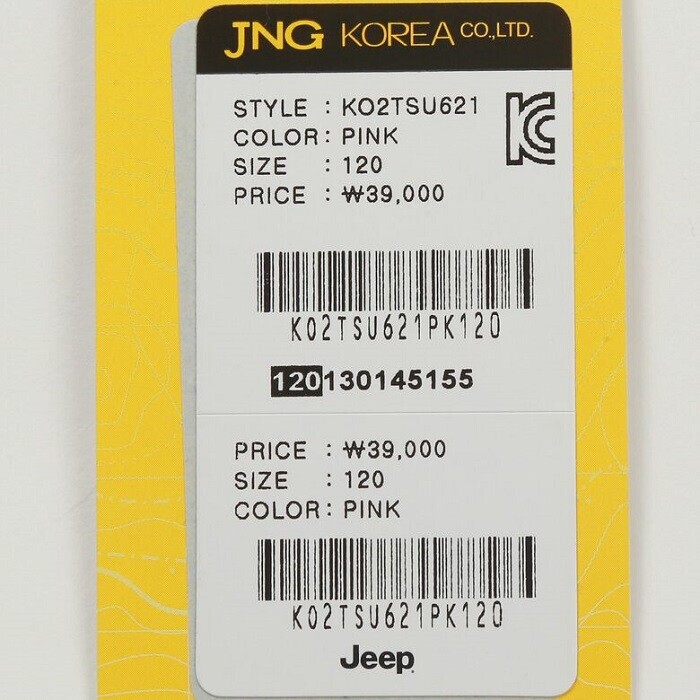 JNG KOREA CO.,LTD.
STYLE : KO2TSU621
COLOR: PINK
SIZE : 120
PRICE : ₩39,000
KC
K02TSU621PK120
120130145155
PRICE : ₩39,000
SIZE : 120
COLOR: PINK
K02TSU621PK120
Jeep